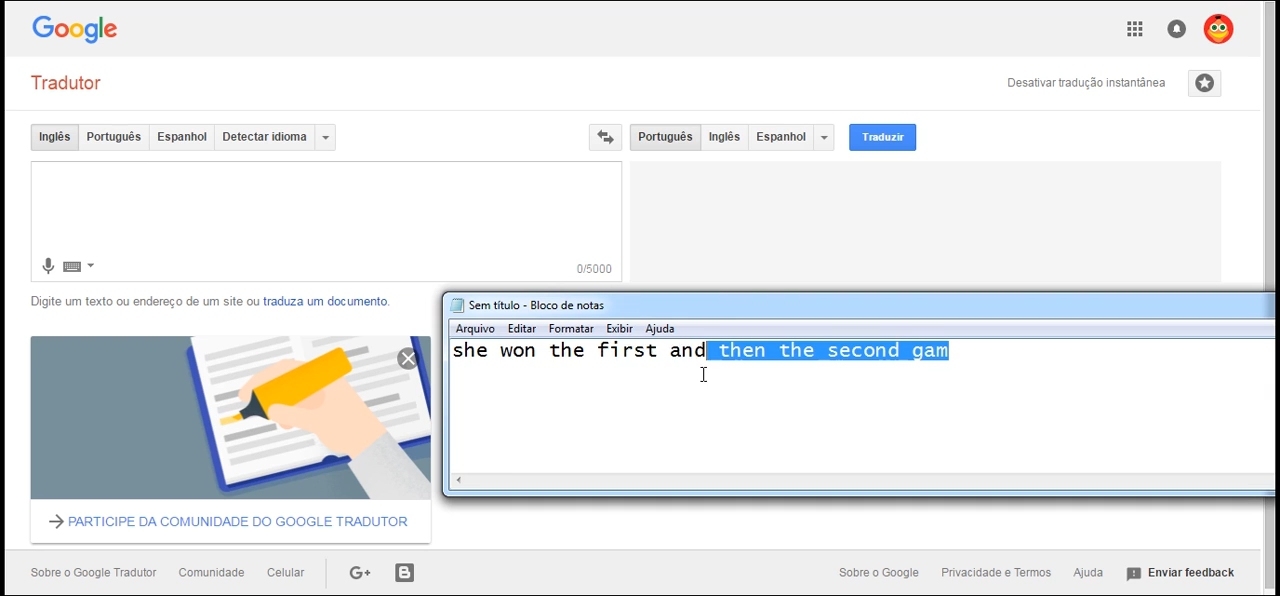 Google
Tradutor
Desativar tradução instantânea
Inglês Português Espanhol Detectar idioma
Português Inglês Espanhol Traduzir
0/5000
Digite um texto ou endereço de um site ou traduza um documento.
Sem título - Bloco de notas
Arquivo Editar Formatar Exibir Ajuda
she won the first and then the second gam
PARTICIPE DA COMUNIDADE DO GOOGLE TRADUTOR
Sobre o Google Tradutor Comunidade Celular G+ B Sobre o Google Privacidade e Termos Ajuda Enviar feedback